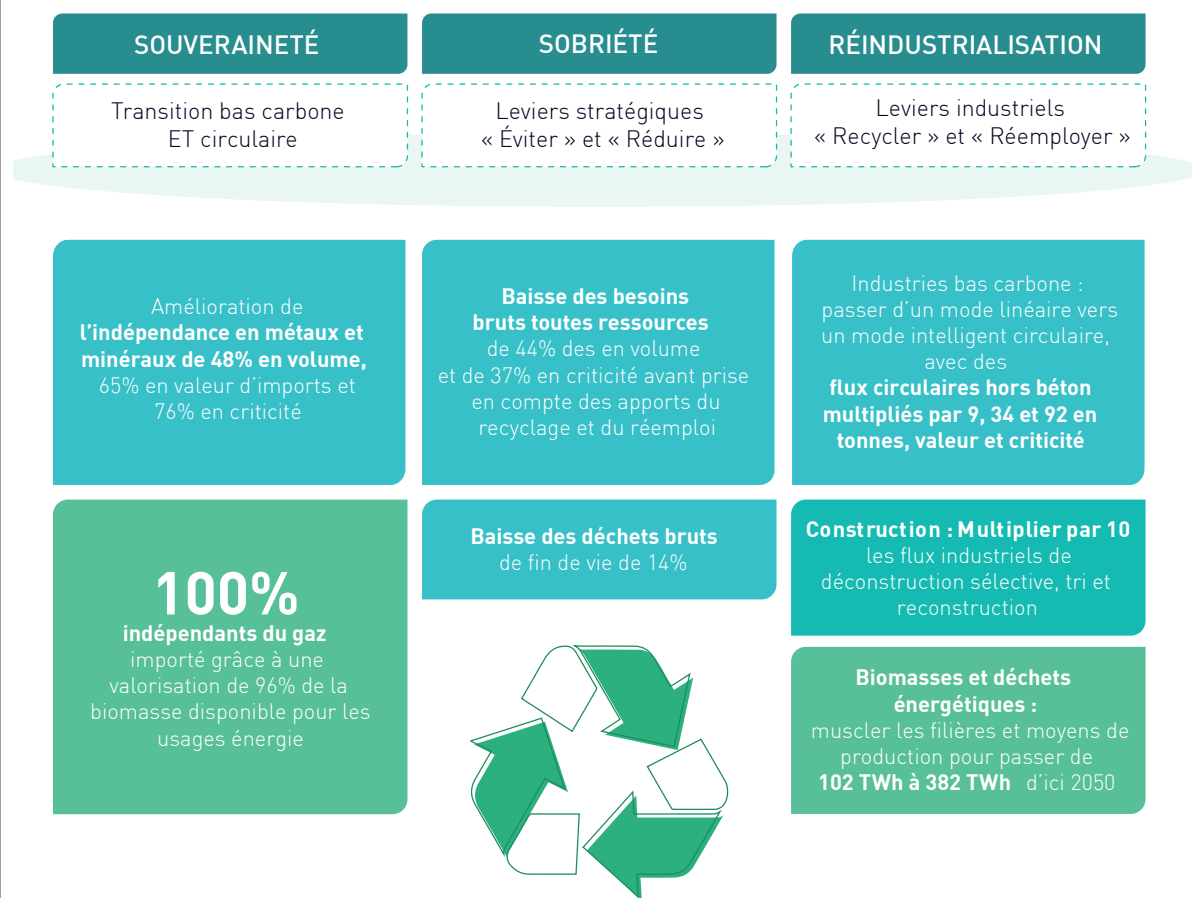 SOUVERAINETÉ
Transition bas carbone
ET circulaire
SOBRIÉTÉ
Leviers stratégiques
« Éviter » et « Réduire »
RÉINDUSTRIALISATION
Leviers industriels
« Recycler » et « Réemployer »
Amélioration de
l’indépendance en métaux et
minéraux de 48% en volume,
65% en valeur d’imports et
76% en criticité
100%
indépendants du gaz
importé grâce à une
valorisation de 96% de la
biomasse disponible pour les
usages énergie
Baisse des besoins
bruts toutes ressources
de 44% des en volume
et de 37% en criticité avant prise
en compte des apports du
recyclage et du réemploi
Baisse des déchets bruts
de fin de vie de 14%
Industries bas carbone :
passer d’un mode linéaire vers
un mode intelligent circulaire,
avec des
flux circulaires hors béton
multipliés par 9, 34 et 92 en
tonnes, valeur et criticité
Construction : Multiplier par 10
les flux industriels de
déconstruction sélective, tri et
reconstruction
Biomasses et déchets
énergétiques :
muscler les filières et moyens de
production pour passer de
102 TWh à 382 TWh d’ici 2050